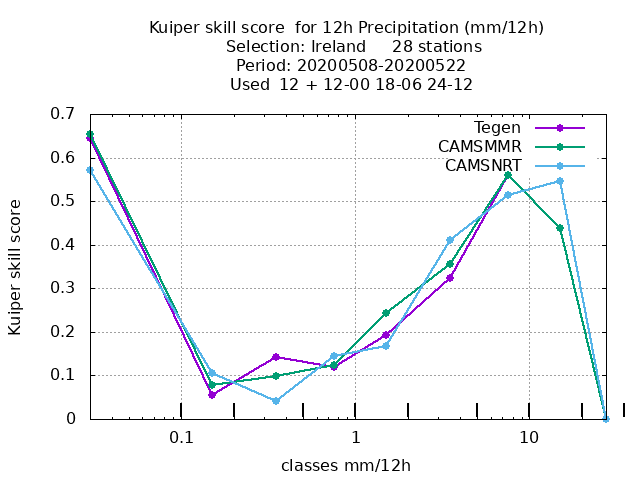 Kuiper skill score  for 12h Precipitation (mm/12h)
Selection: Ireland     28 stations
Period: 20200508-20200522
Used  12 + 12-00 18-06 24-12
Tegen
CAMSMMR
CAMSNRT
0.7
0.6
0.5
0.4
0.3
0.2
0.1
0
Kuiper skill score
0.1 1 10
classes mm/12h